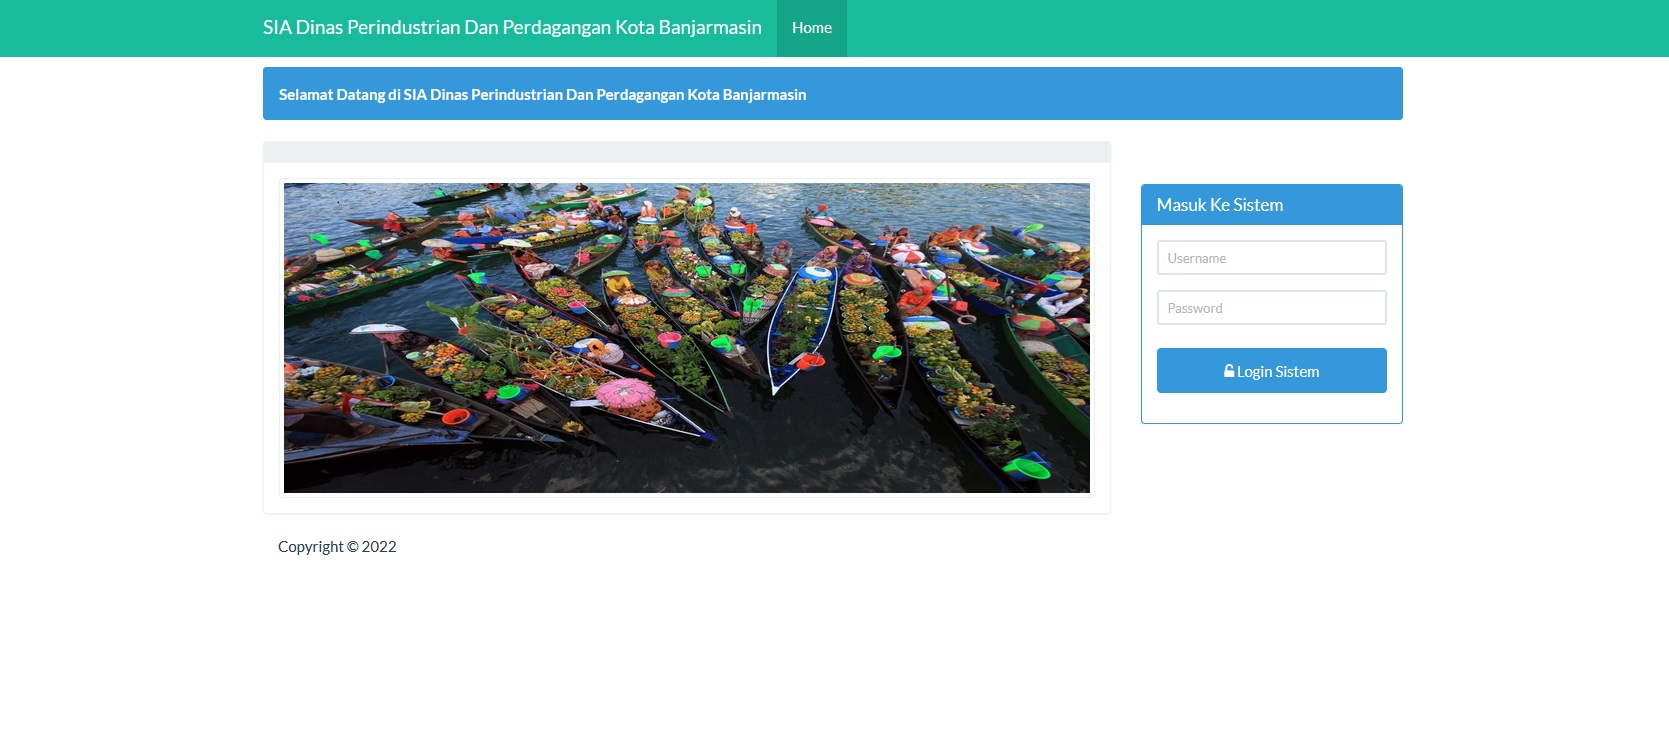 SIA Dinas Perindustrian Dan Perdagangan Kota Banjarmasin
Home
Selamat Datang di SIA Dinas Perindustrian Dan Perdagangan Kota Banjarmasin
Masuk Ke Sistem
Username
Password
Login Sistem
Copyright © 2022